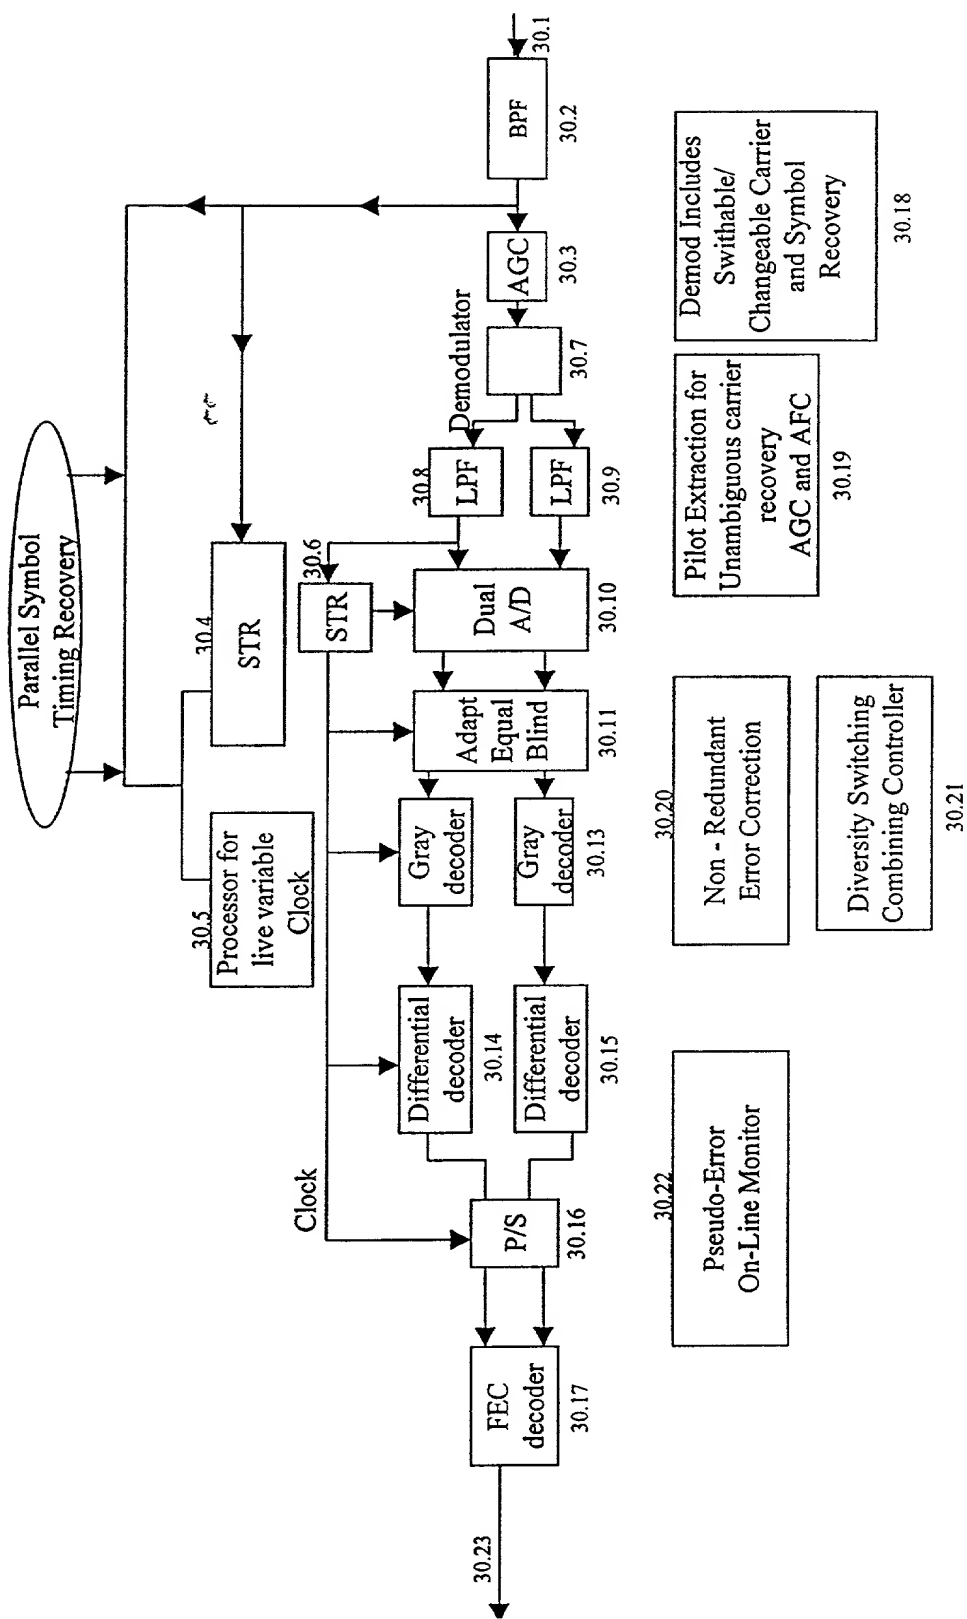 Parallel Symbol
Timing Recovery
30.5
Processor for
live variable
Clock
30.4
STR
Clock
30.6
STR
30.8
LPF
Demodulator
30.7
AGC
30.3
BPF
30.2
30.1
LPF
30.9
Dual
A/D
30.10
Adapt
Equal
Blind
30.11
Gray
decoder
Gray
decoder
30.13
Differential
decoder
30.14
Differential
decoder
30.15
P/S
30.16
FEC
decoder
30.17
30.23
30.22
Pseudo-Error
On-Line Monitor
30.20
Non - Redundant
Error Correction
Diversity Switching
Combining Controller
30.21
Pilot Extraction for
Unambiguous carrier
recovery
AGC and AFC
30.19
Demod Includes
Swithable/
Changeable Carrier
and Symbol
Recovery
30.18